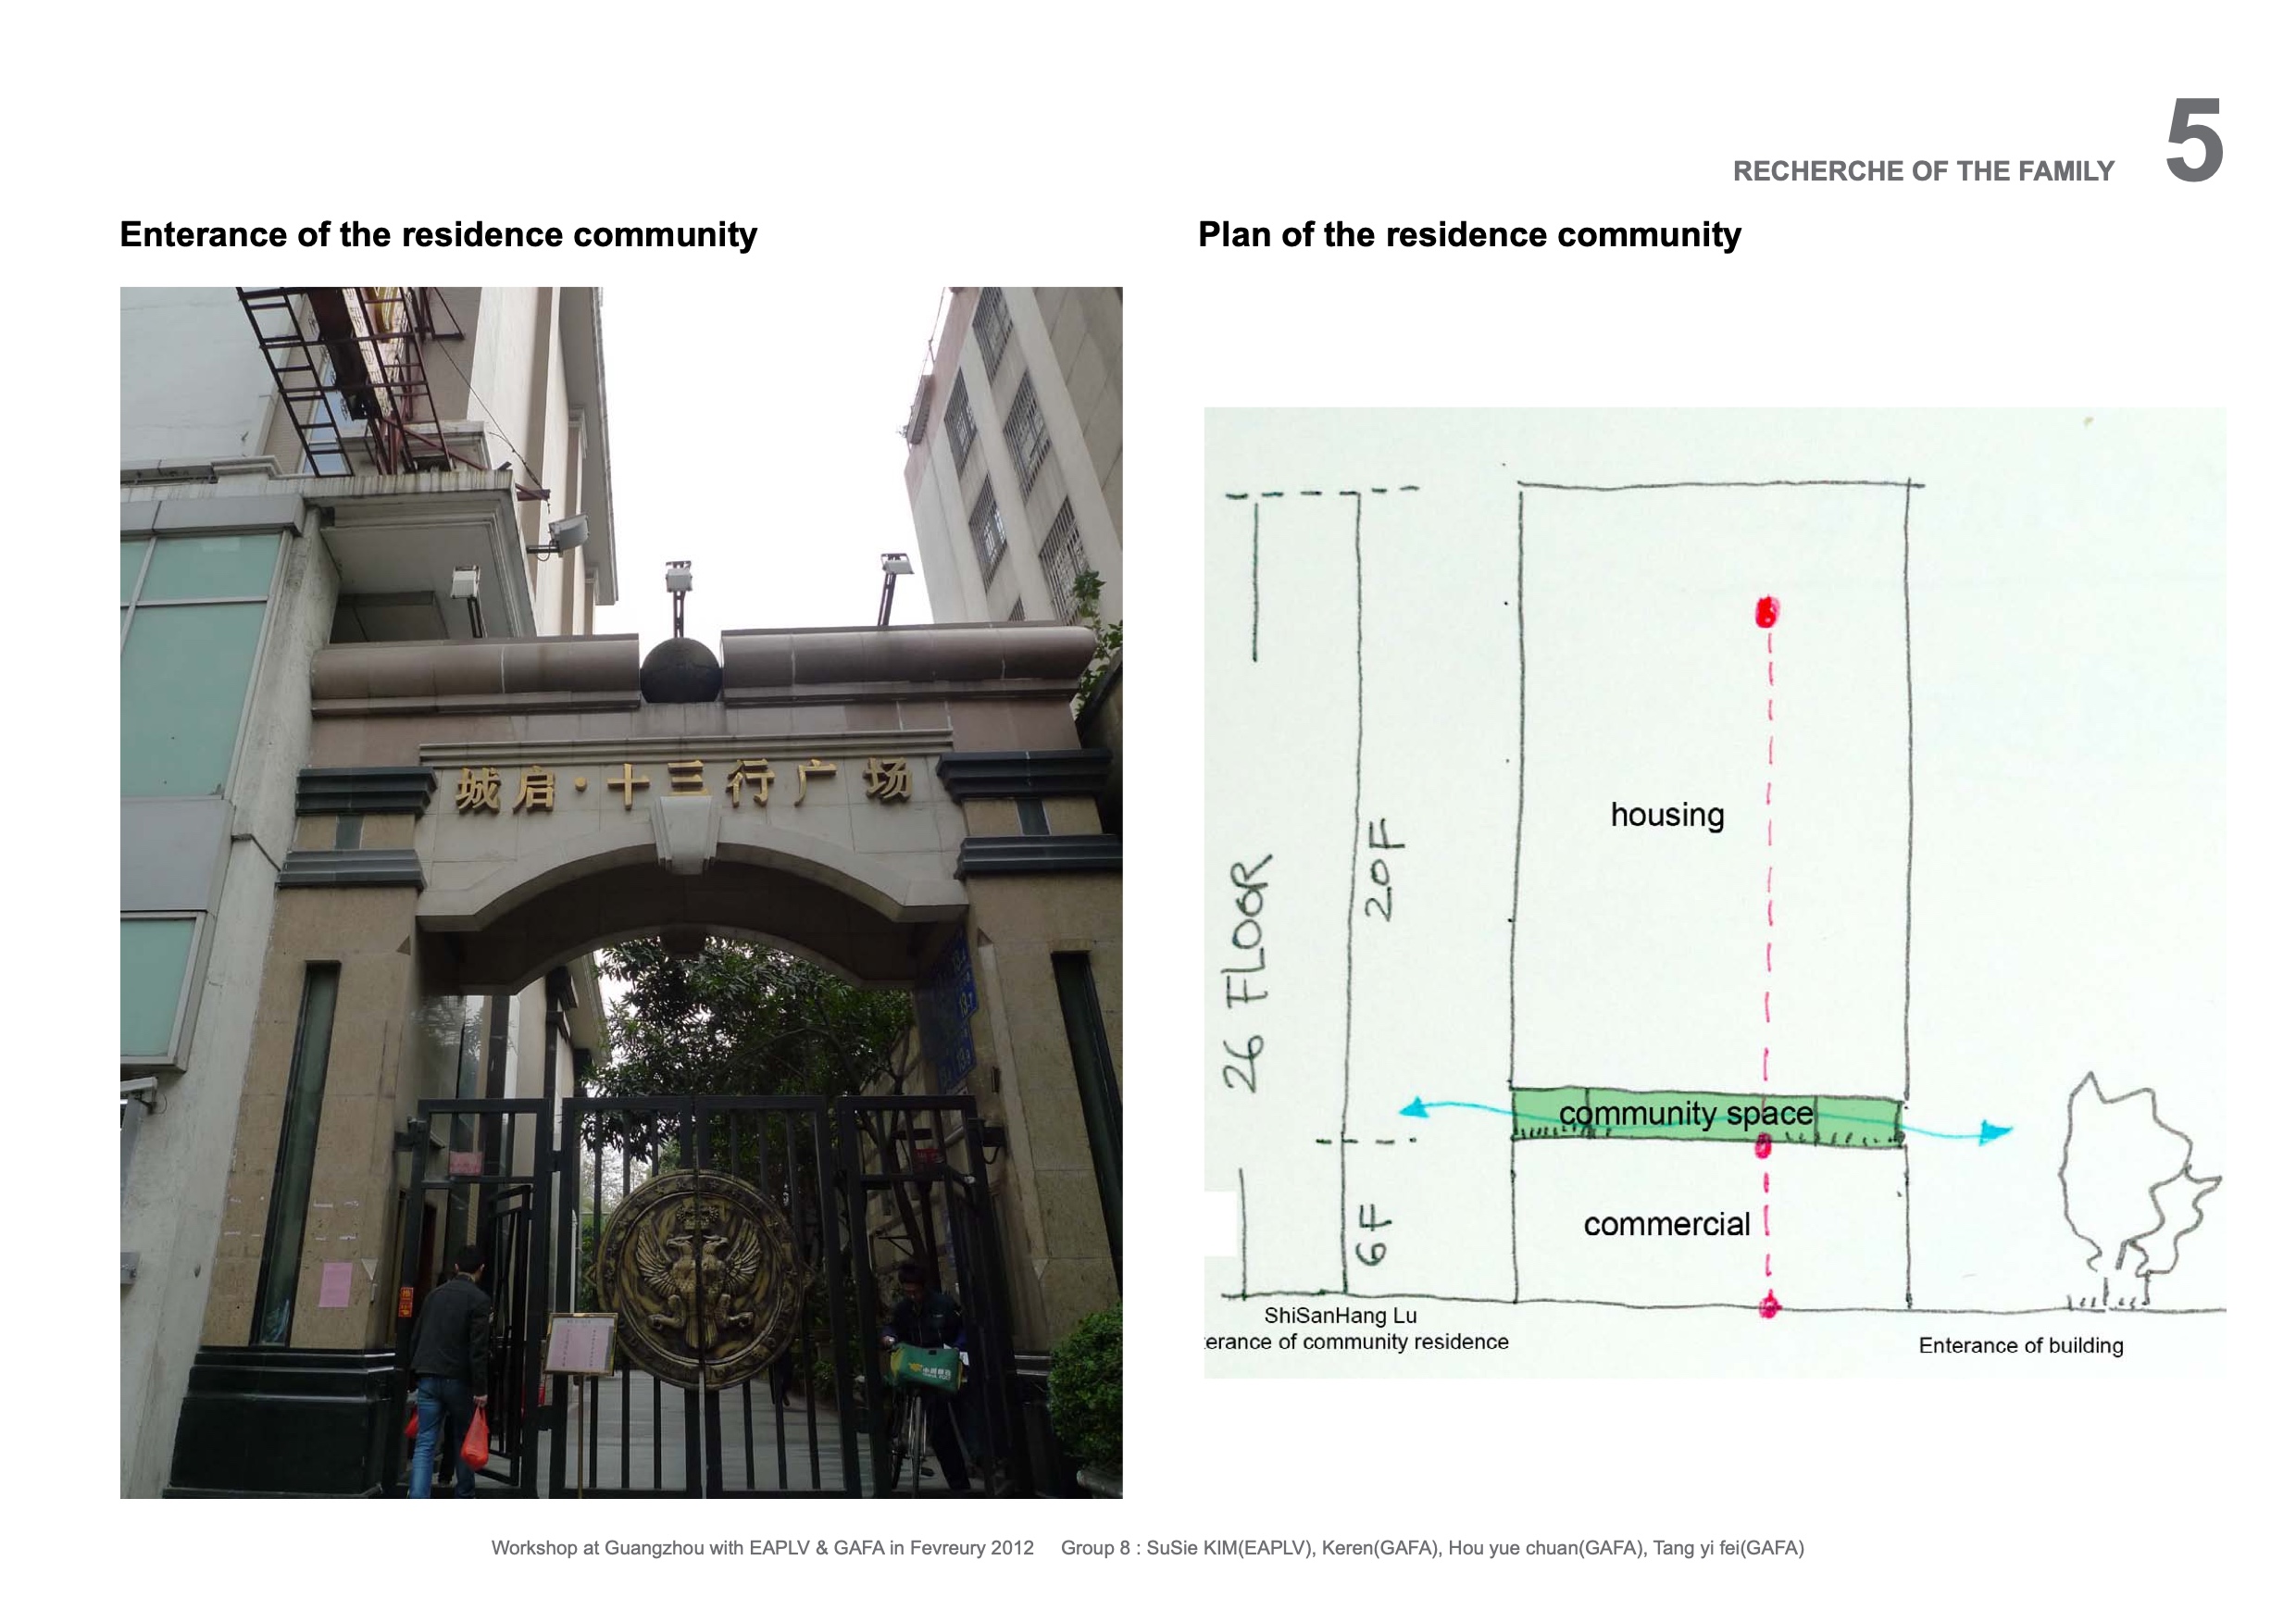 RECHERCHE OF THE FAMILY 5
Enterance of the residence community
Plan of the residence community
城启·十三行广场
26 FLOOR
20F
6F
housing
community space
commercial
ShiSanHang Lu
erance of community residence
Enterance of building
Workshop at Guangzhou with EAPLV & GAFA in Fevreury 2012 Group 8 : SuSie KIM(EAPLV), Keren(GAFA), Hou yue chuan(GAFA), Tang yi fei(GAFA)